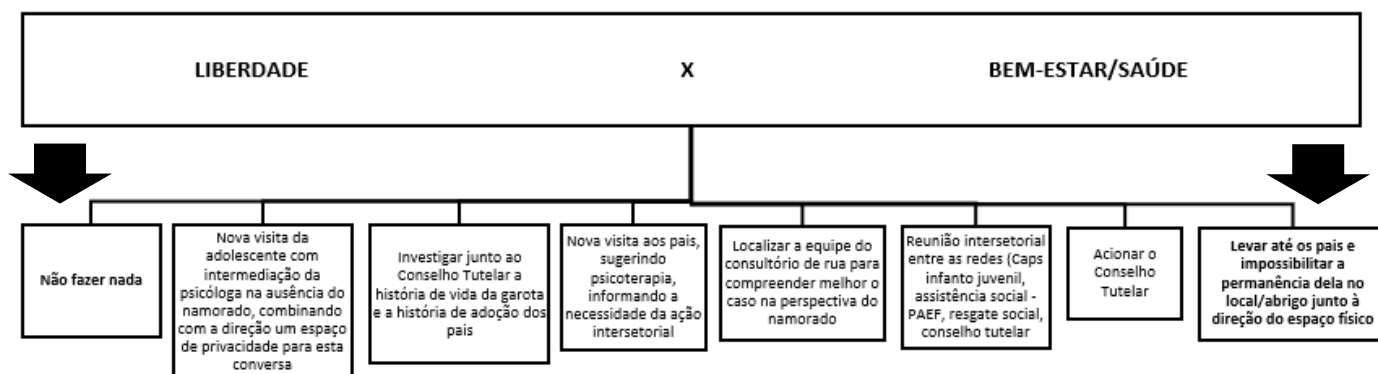 LIBERDADE X BEM-ESTAR/SAÚDE
Não fazer nada
Nova visita da
adolescente com
intermediação da
psicóloga na ausência do
namorado, combinando
com a direção um espaço
de privacidade para esta
conversa
Investigar junto ao
Conselho Tutelar a
história de vida da garota
e a história de adoção dos
pais
Nova visita aos pais,
sugerindo
psicoterapia,
informando a
necessidade da ação
intersetorial
Localizar a equipe do
consultório de rua para
compreender melhor o
caso na perspectiva do
namorado
Reunião intersetorial
entre as redes (Caps
infanto juvenil,
assistência social -
PAEF, resgate social,
conselho tutelar
Acionar o
Conselho
Tutelar
Levar até os pais e
impossibilitar a
permanência dela no
local/abrigo junto à
direção do espaço físico